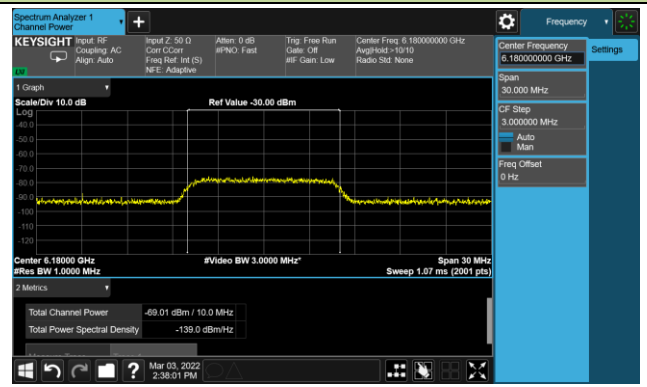 Spectrum Analyzer 1
Channel Power
Frequency
KEYSIGHT
Input: RF
Coupling: AC
Align: Auto
Input Z: 50 Ω
Corr CCorr
Freq Ref: Int (S)
NFE: Adaptive
Atten: 0 dB
#PNO: Fast
Trig: Free Run
Gate: Off
#IF Gain: Low
Center Freq: 6.180000000 GHz
Avg|Hold:>10/10
Radio Std: None
Center Frequency
6.180000000 GHz
Settings
Span
30.000 MHz
CF Step
3.000000 MHz
Auto
Man
Freq Offset
0 Hz
1 Graph
Scale/Div 10.0 dB
Ref Value -30.00 dBm
Log
-40.0
-50.0
-60.0
-70.0
-80.0
-90.0
-100
-110
-120
Center 6.18000 GHz
#Video BW 3.0000 MHz*
Span 30 MHz
#Res BW 1.0000 MHz
Sweep 1.07 ms (2001 pts)
2 Metrics
Total Channel Power
-69.01 dBm / 10.0 MHz
Total Power Spectral Density
-139.0 dBm/Hz
?
Mar 03, 2022
2:38:01 PM